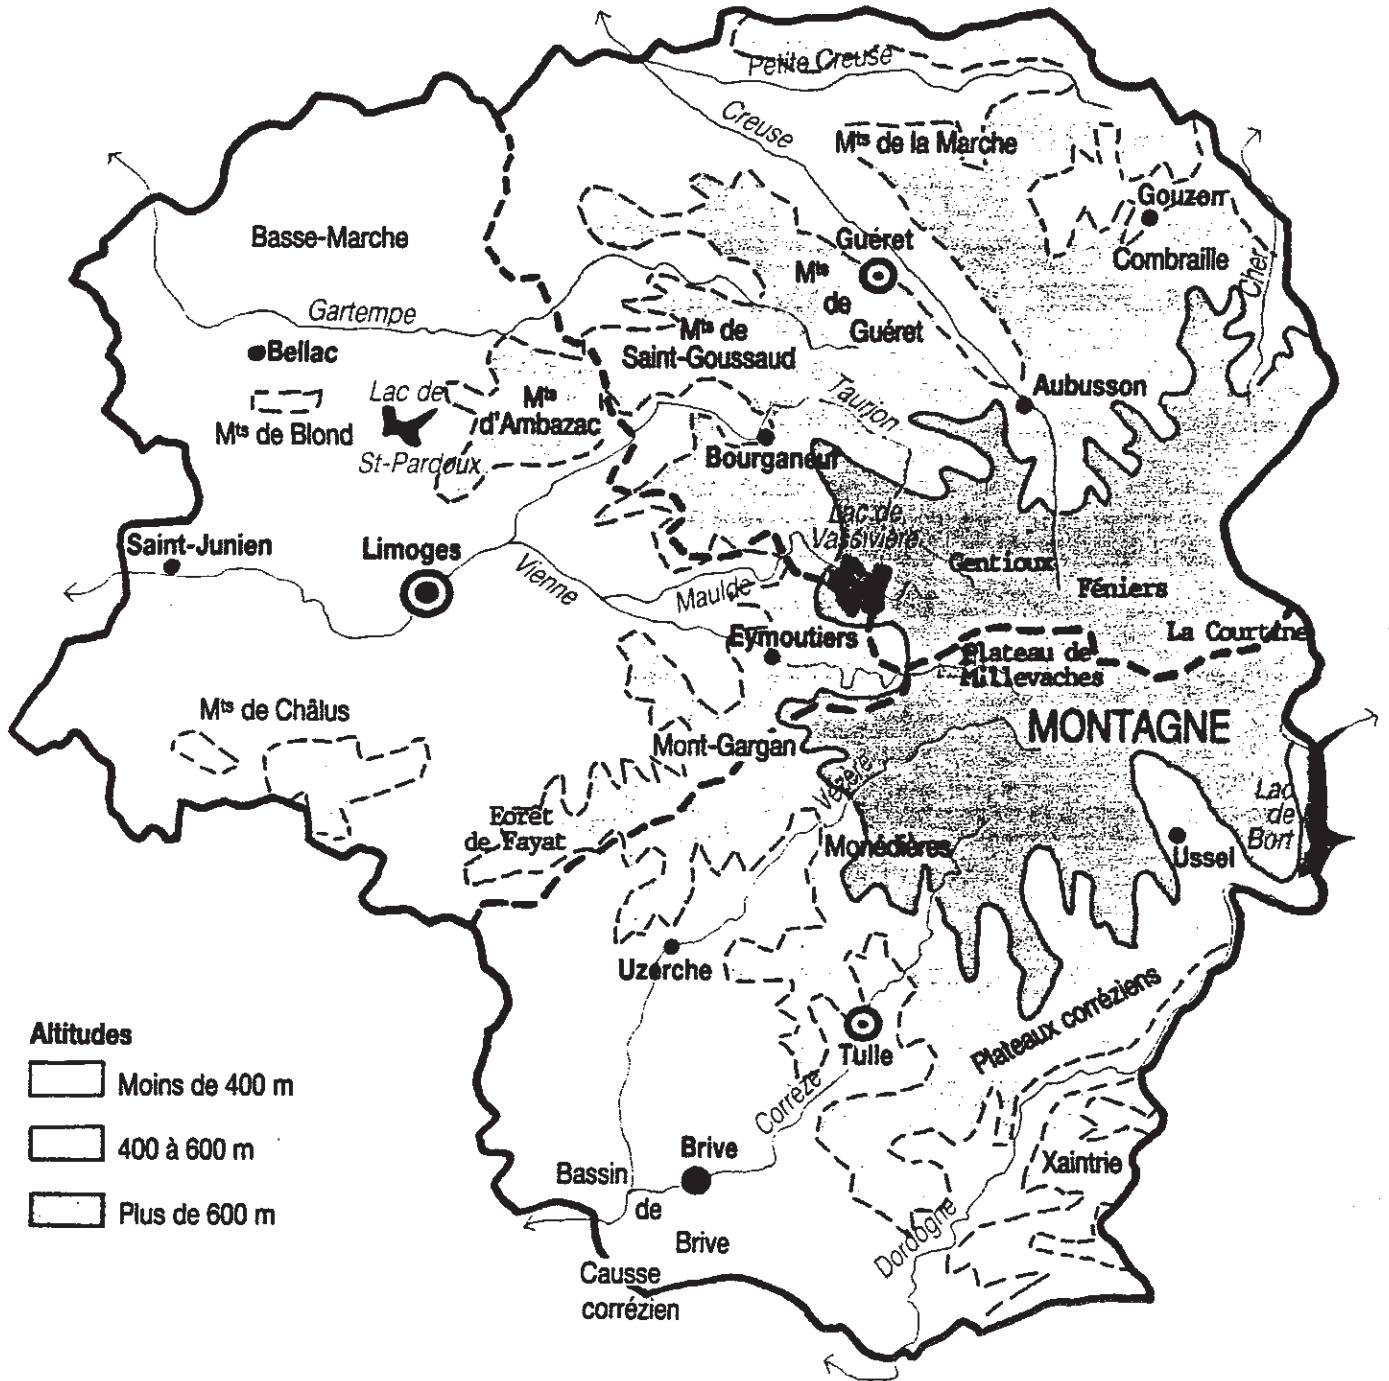 Petite Creuse
Creuse
Mts de la Marche
Gouzon
Basse-Marche
Guéret
Combraille
Cher
Mts
de
Guéret
Gartempe
Mts de
Saint-Goussaud
Bellac
Lac de
St-Pardoux
Mts
d'Ambazac
Taurion
Aubusson
Mts de Blond
Bourganeuf
Lac de
Vassivière
Saint-Junien
Limoges
Vienne
Maulde
Gentioux
Féniers
La Courtine
Eymoutiers
Plateau de
Millevaches
Mts de Châlus
MONTAGNE
Mont-Gargan
Vézère
Lac
de
Bort
Forêt
de Fayat
Monédières
Ussel
Uzerche
Plateaux corréziens
Tulle
Altitudes
Moins de 400 m
400 à 600 m
Plus de 600 m
Corrèze
Brive
Xaintrie
Bassin
de
Brive
Dordogne
Causse
corrézien